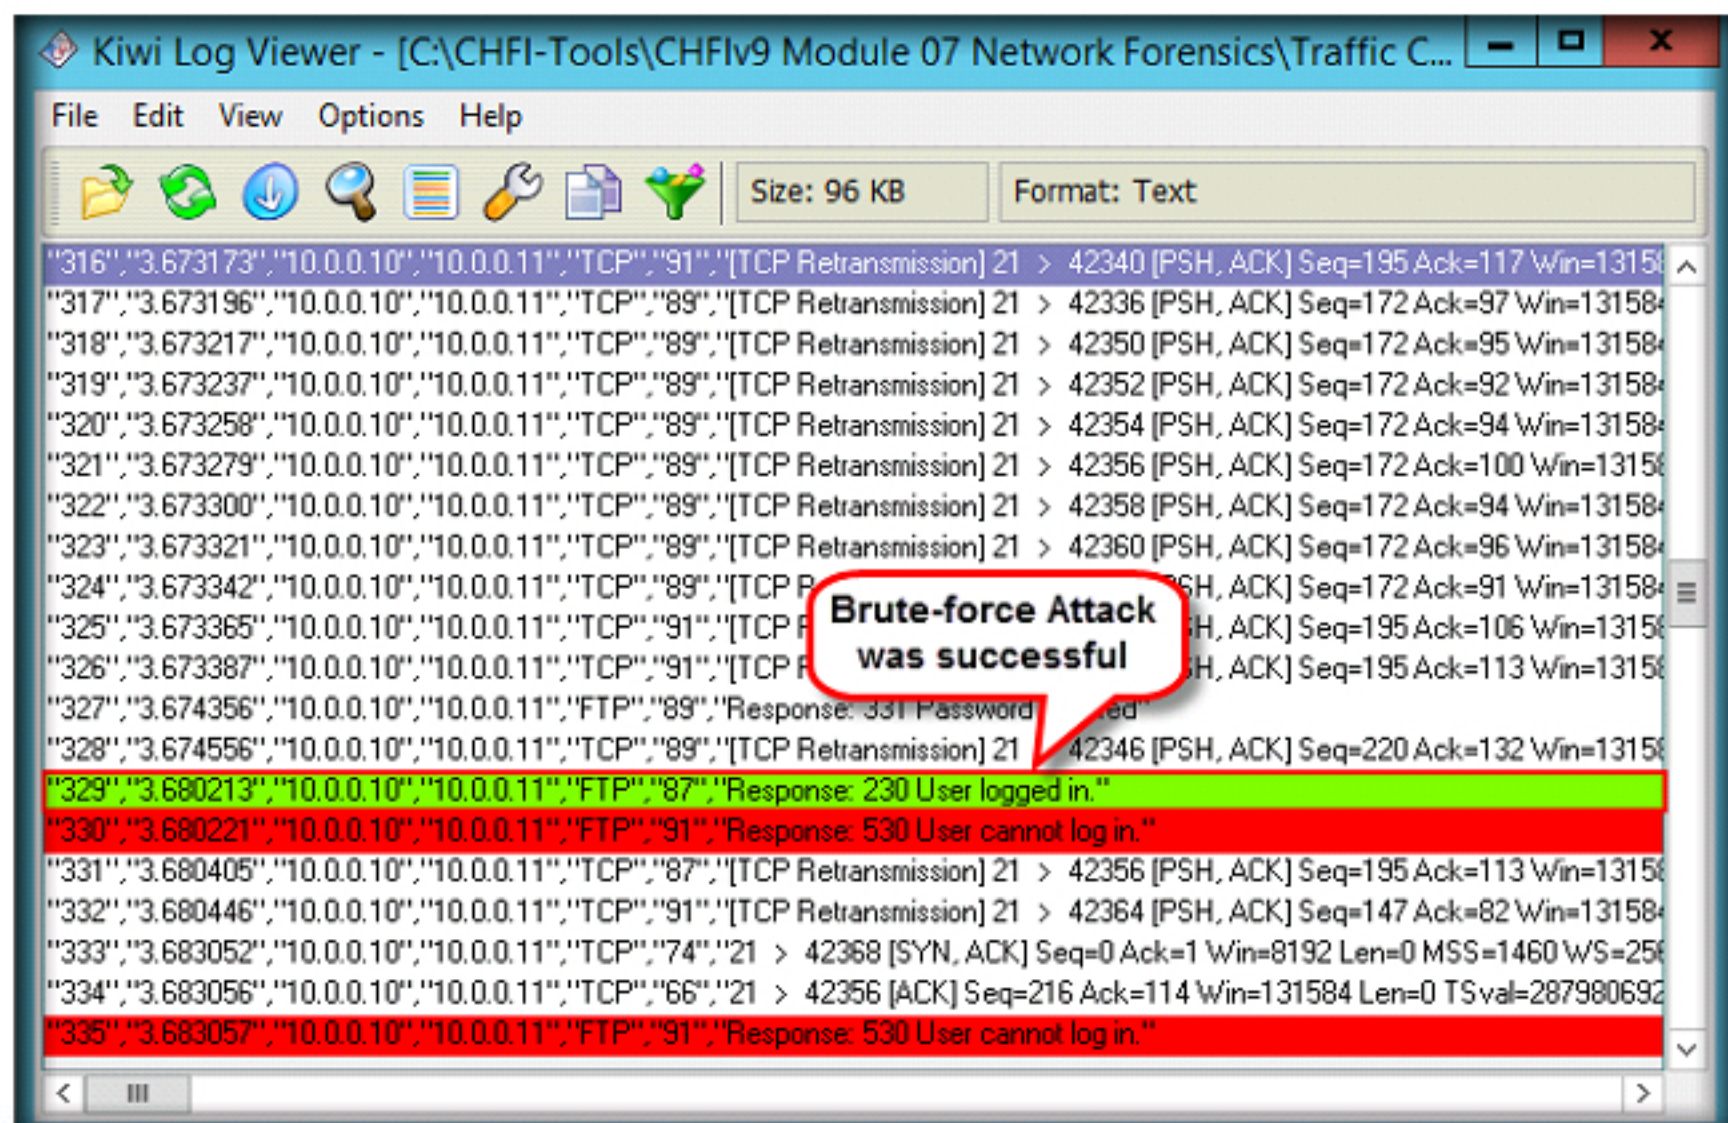 Kiwi Log Viewer - [C:\CHFI-Tools\CHFIv9 Module 07 Network Forensics\Traffic C...
File Edit View Options Help
Size: 96 KB Format: Text
"316","3.673173","10.0.0.10","10.0.0.11","TCP","91","[TCP Retransmission] 21 > 42340 [PSH, ACK] Seq=195 Ack=117 Win=1315
"317","3.673196","10.0.0.10","10.0.0.11","TCP","89","[TCP Retransmission] 21 > 42336 [PSH, ACK] Seq=172 Ack=97 Win=131584
"318","3.673217","10.0.0.10","10.0.0.11","TCP","89","[TCP Retransmission] 21 > 42350 [PSH, ACK] Seq=172 Ack=95 Win=131584
"319","3.673237","10.0.0.10","10.0.0.11","TCP","89","[TCP Retransmission] 21 > 42352 [PSH, ACK] Seq=172 Ack=92 Win=131584
"320","3.673258","10.0.0.10","10.0.0.11","TCP","89","[TCP Retransmission] 21 > 42354 [PSH, ACK] Seq=172 Ack=94 Win=131584
"321","3.673279","10.0.0.10","10.0.0.11","TCP","89","[TCP Retransmission] 21 > 42356 [PSH, ACK] Seq=172 Ack=100 Win=1315
"322","3.673300","10.0.0.10","10.0.0.11","TCP","89","[TCP Retransmission] 21 > 42358 [PSH, ACK] Seq=172 Ack=94 Win=131584
"323","3.673321","10.0.0.10","10.0.0.11","TCP","89","[TCP Retransmission] 21 > 42360 [PSH, ACK] Seq=172 Ack=96 Win=131584
"324","3.673342","10.0.0.10","10.0.0.11","TCP","89","[TCP SH, ACK] Seq=172 Ack=91 Win=131584
"325","3.673365","10.0.0.10","10.0.0.11","TCP","91","[TCP H, ACK] Seq=195 Ack=106 Win=1315
"326","3.673387","10.0.0.10","10.0.0.11","TCP","91","[TCP H, ACK] Seq=195 Ack=113 Win=1315
Brute-force Attack
was successful
"327","3.674356","10.0.0.10","10.0.0.11","FTP","89","Response: 331 Password ed"
"328","3.674556","10.0.0.10","10.0.0.11","TCP","89","[TCP Retransmission] 21 42346 [PSH, ACK] Seq=220 Ack=132 Win=1315
"329","3.680213","10.0.0.10","10.0.0.11","FTP","87","Response: 230 User logged in."
"330","3.680221","10.0.0.10","10.0.0.11","FTP","91","Response: 530 User cannot log in."
"331","3.680405","10.0.0.10","10.0.0.11","TCP","87","[TCP Retransmission] 21 > 42356 [PSH, ACK] Seq=195 Ack=113 Win=1315
"332","3.680446","10.0.0.10","10.0.0.11","TCP","91","[TCP Retransmission] 21 > 42364 [PSH, ACK] Seq=147 Ack=82 Win=131584
"333","3.683052","10.0.0.10","10.0.0.11","TCP","74","21 > 42368 [SYN, ACK] Seq=0 Ack=1 Win=8192 Len=0 MSS=1460 WS=256
"334","3.683056","10.0.0.10","10.0.0.11","TCP","66","21 > 42356 [ACK] Seq=216 Ack=114 Win=131584 Len=0 TSval=287980692
"335","3.683057","10.0.0.10","10.0.0.11","FTP","91","Response: 530 User cannot log in."